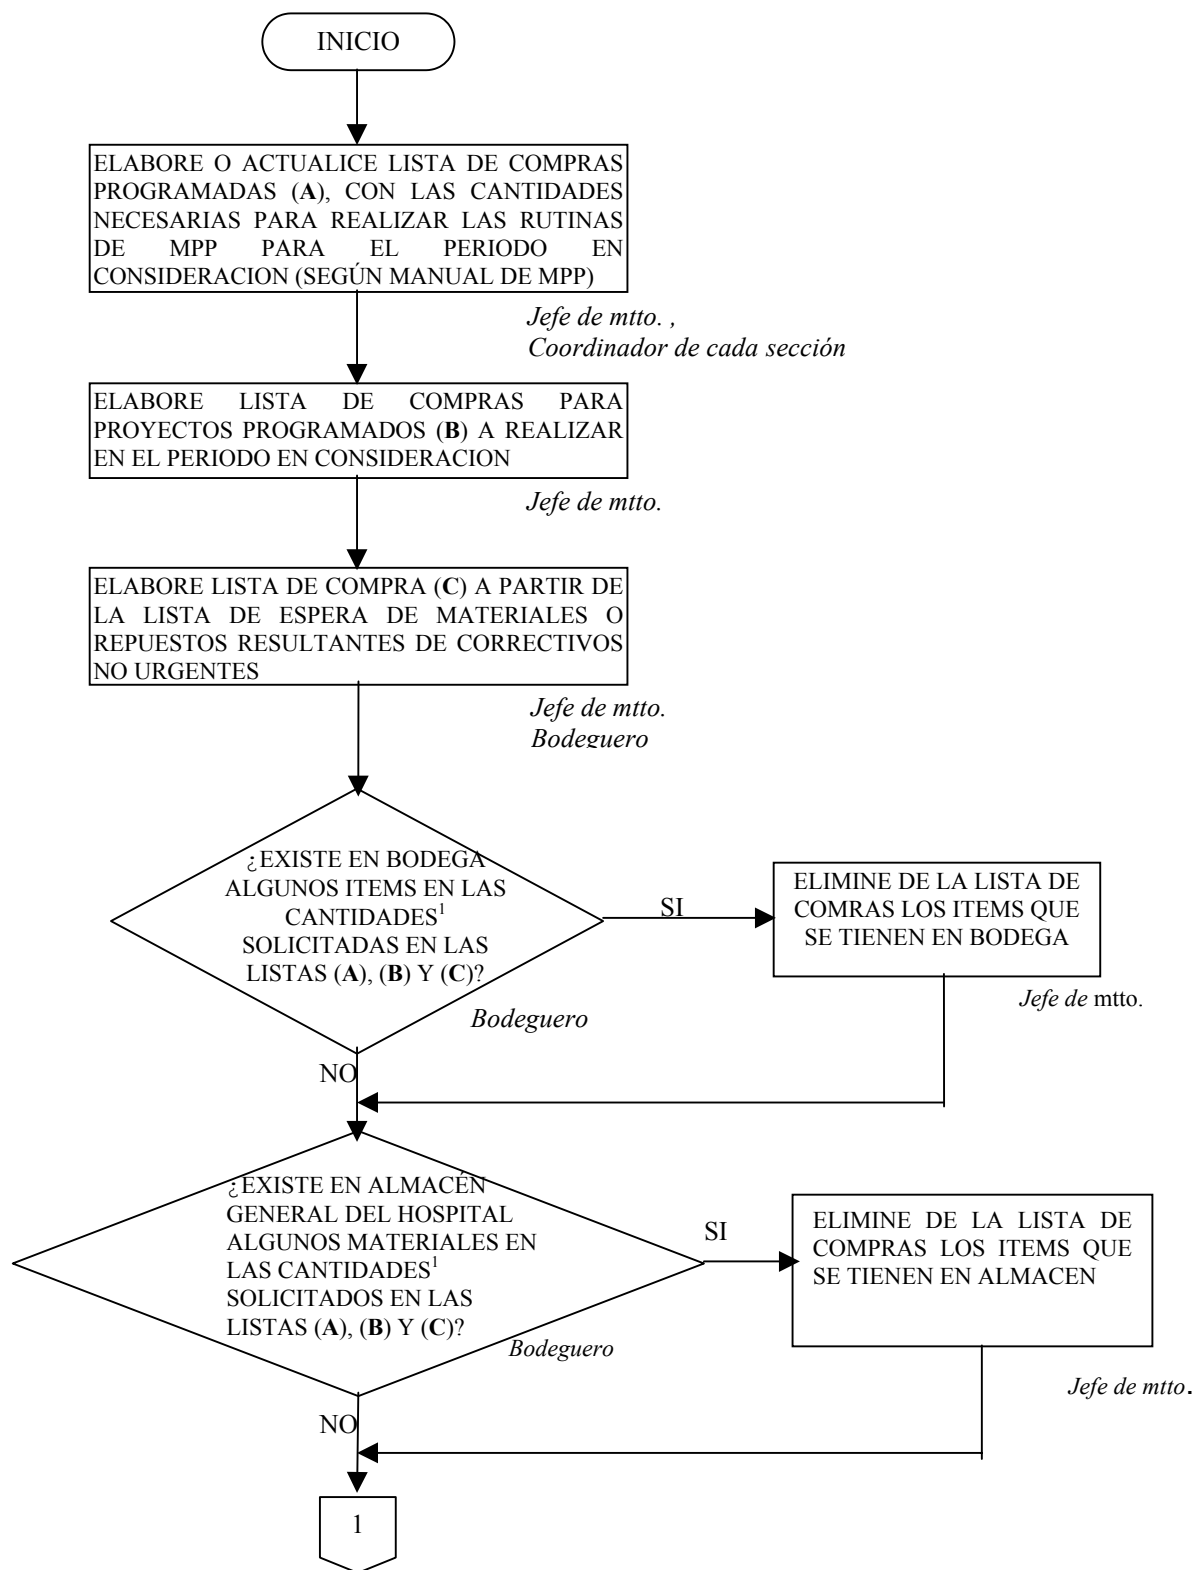 INICIO
ELABORE O ACTUALICE LISTA DE COMPRAS
PROGRAMADAS (A), CON LAS CANTIDADES
NECESARIAS PARA REALIZAR LAS RUTINAS
DE MPP PARA EL PERIODO EN
CONSIDERACION (SEGÚN MANUAL DE MPP)
Jefe de mtto. ,
Coordinador de cada sección
ELABORE LISTA DE COMPRAS PARA
PROYECTOS PROGRAMADOS (B) A REALIZAR
EN EL PERIODO EN CONSIDERACION
Jefe de mtto.
ELABORE LISTA DE COMPRA (C) A PARTIR DE
LA LISTA DE ESPERA DE MATERIALES O
REPUESTOS RESULTANTES DE CORRECTIVOS
NO URGENTES
Jefe de mtto.
Bodeguero
¿EXISTE EN BODEGA
ALGUNOS ITEMS EN LAS
CANTIDADES¹
SOLICITADAS EN LAS
LISTAS (A), (B) Y (C)?
Bodeguero
SI
ELIMINE DE LA LISTA DE
COMRAS LOS ITEMS QUE
SE TIENEN EN BODEGA
Jefe de mtto.
NO
¿EXISTE EN ALMACÉN
GENERAL DEL HOSPITAL
ALGUNOS MATERIALES EN
LAS CANTIDADES¹
SOLICITADOS EN LAS
LISTAS (A), (B) Y (C)?
Bodeguero
SI
ELIMINE DE LA LISTA DE
COMPRAS LOS ITEMS QUE
SE TIENEN EN ALMACEN
Jefe de mtto.
NO
1